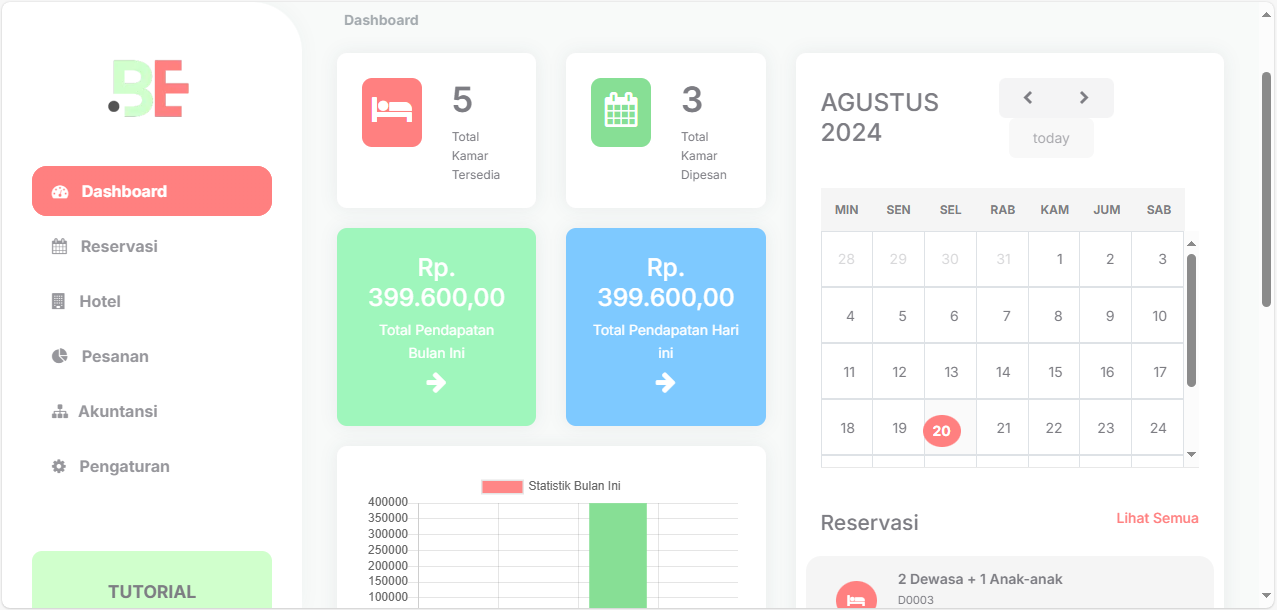 .BE
Dashboard
Reservasi
Hotel
Pesanan
Akuntansi
Pengaturan
TUTORIAL
Dashboard
5
Total
Kamar
Tersedia
3
Total
Kamar
Dipesan
Rp.
399.600,00
Total Pendapatan
Bulan Ini
Rp.
399.600,00
Total Pendapatan Hari
ini
Statistik Bulan Ini
400000
350000
300000
250000
200000
150000
100000
AGUSTUS
2024
today
MIN SEN SEL RAB KAM JUM SAB
28 29 30 31 1 2 3
4 5 6 7 8 9 10
11 12 13 14 15 16 17
18 19 20 21 22 23 24
Reservasi
Lihat Semua
2 Dewasa + 1 Anak-anak
D0003